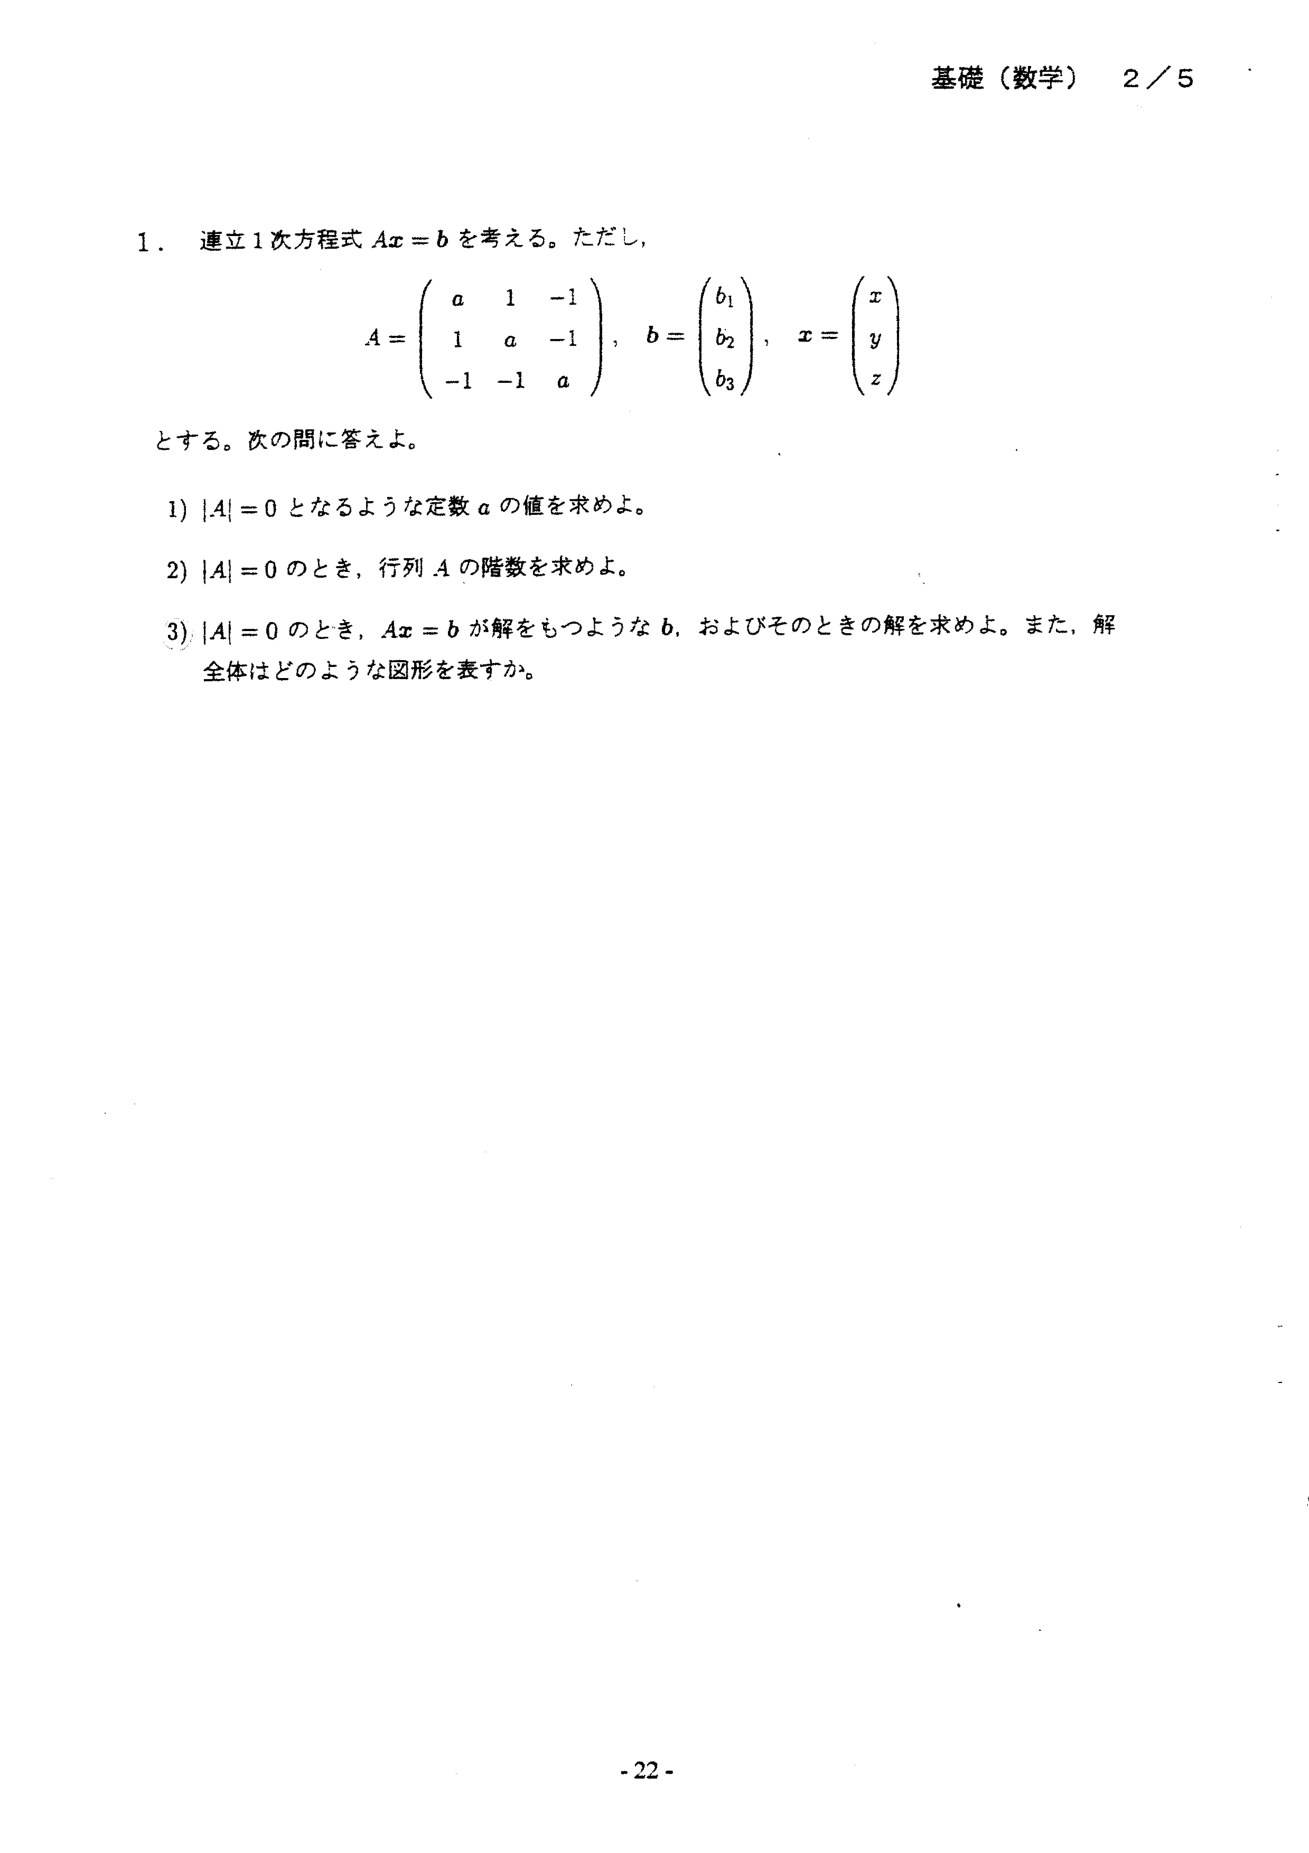 基礎（数学） 2／5
1. 連立1次方程式 Ax = b を考える。ただし,
A = ( a 1 -1 ; 1 a -1 ; -1 -1 a ), b = ( b₁ ; b₂ ; b₃ ), x = ( x ; y ; z )
とする。次の問に答えよ。
1) |A| = 0 となるような定数 a の値を求めよ。
2) |A| = 0 のとき, 行列 A の階数を求めよ。
3) |A| = 0 のとき, Ax = b が解をもつような b, およびそのときの解を求めよ。また, 解
全体はどのような図形を表すか。
- 22 -